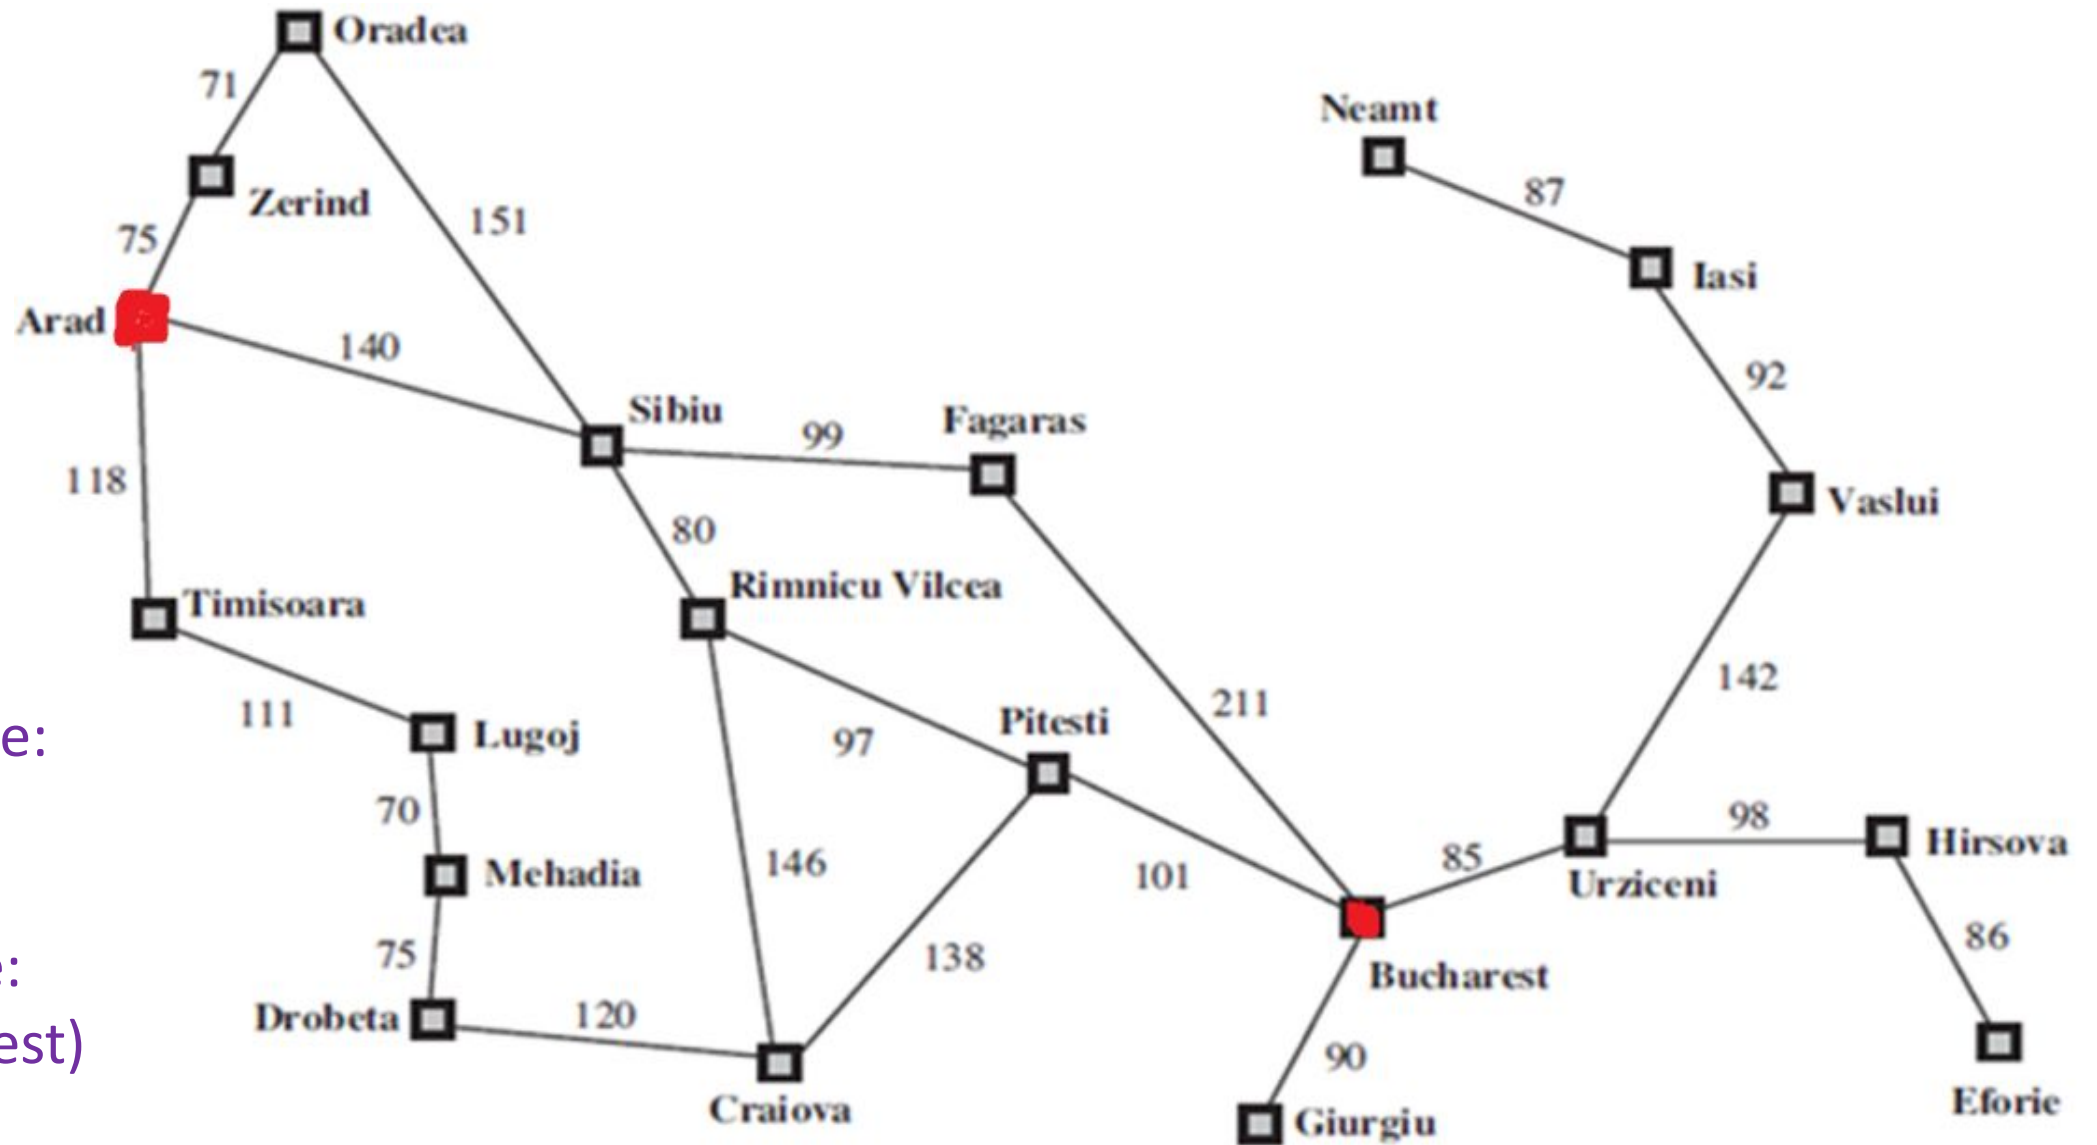 Oradea
71
Neamt
87
Zerind
151
75
Iasi
Arad
140
92
Sibiu
99
Fagaras
118
Vaslui
80
Rimnicu Vilcea
Timisoara
142
211
111
Lugoj
97
Pitesti
e:
70
98
Hirsova
146
85
Mehadia
101
Urziceni
86
75
138
e:
Bucharest
Drobeta
120
est)
90
Craiova
Eforie
Giurgiu